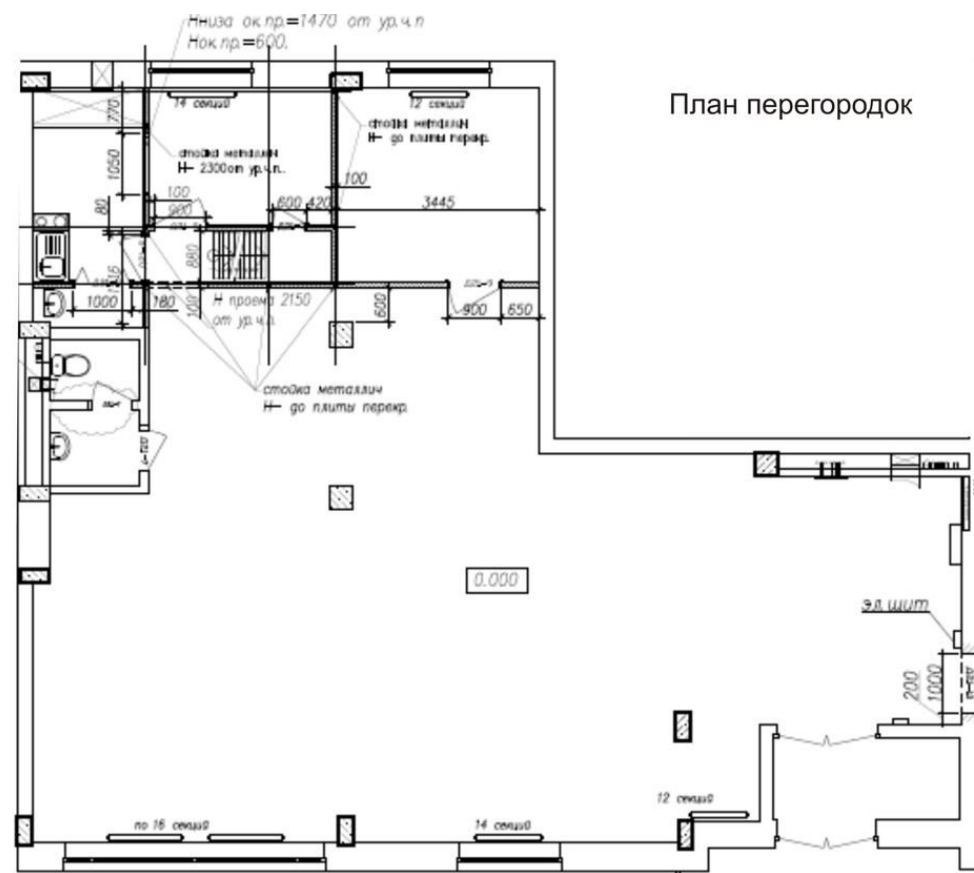 Нниза ок.пр.=1470 от ур.ч.п
Нок.пр.=600.
План перегородок
14 секций
12 секций
770
стойка металлич
Н— до плиты перекр.
стойка металлич
Н— 2300от ур.ч.п..
1050
100
100
900
600
420
3445
80
880
1000
180
100
Н проема 2150
от ур.ч.п.
600
900
650
стойка металлич
Н— до плиты перекр.
0.000
эл.щит
200
1000
12 секций
по 16 секций
14 секций